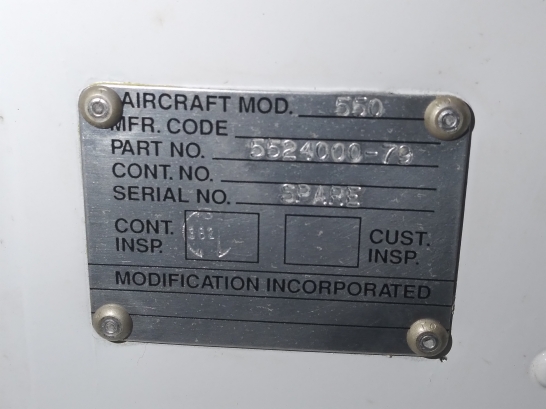 AIRCRAFT MOD. 550
MFR. CODE
PART NO. 5524000-79
CONT. NO.
SERIAL NO. SPARE
CONT. INSP.
CUST. INSP.
MODIFICATION INCORPORATED